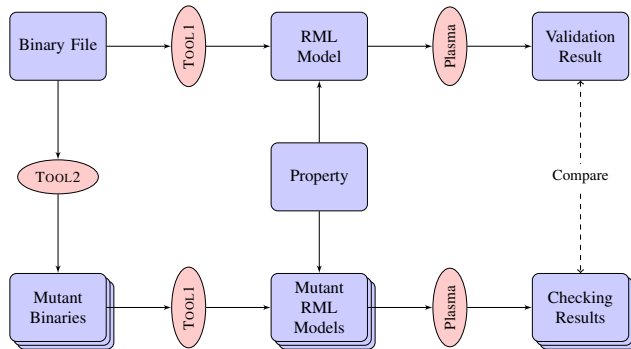 Binary File
TOOL1
RML
Model
Plasma
Validation
Result
TOOL2
Property
Compare
Mutant
Binaries
TOOL1
Mutant
RML
Models
Plasma
Checking
Results